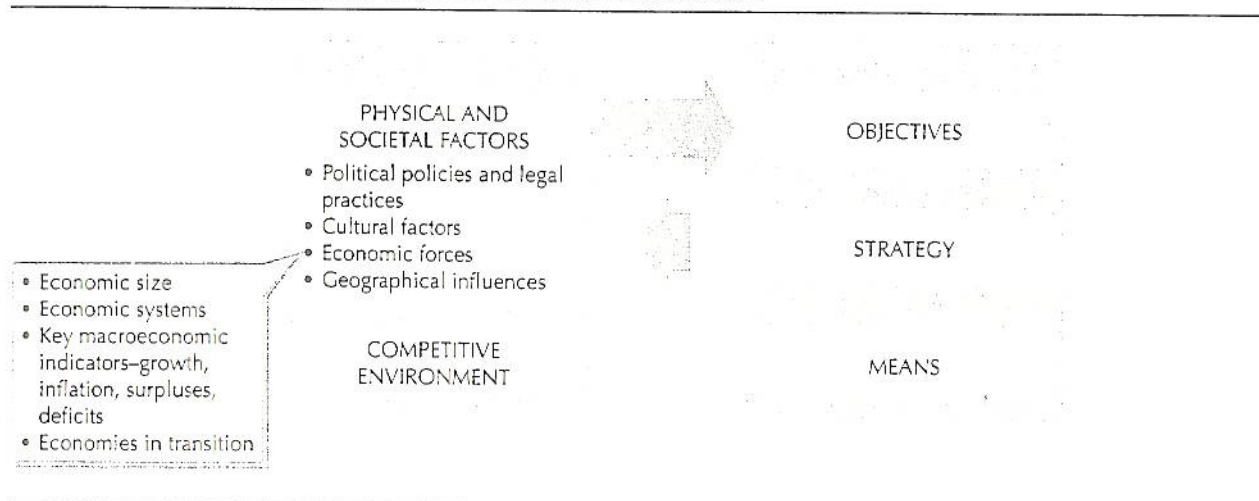 PHYSICAL AND
SOCIETAL FACTORS
• Political policies and legal
practices
• Cultural factors
• Economic forces
• Geographical influences
• Economic size
• Economic systems
• Key macroeconomic
indicators–growth,
inflation, surpluses,
deficits
• Economies in transition
COMPETITIVE
ENVIRONMENT
OBJECTIVES
STRATEGY
MEANS